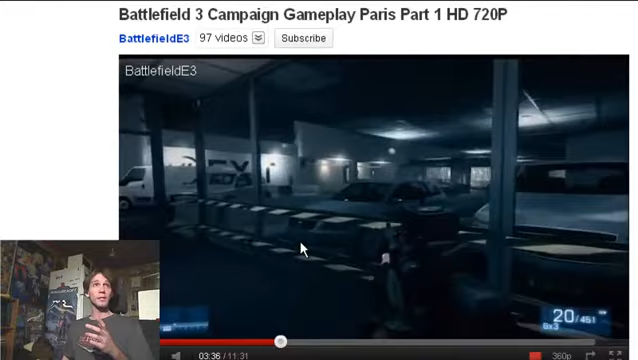 Battlefield 3 Campaign Gameplay Paris Part 1 HD 720P
BattlefieldE3 97 videos Subscribe
BattlefieldE3
20/451
6x3
03:36 / 11:31 360p